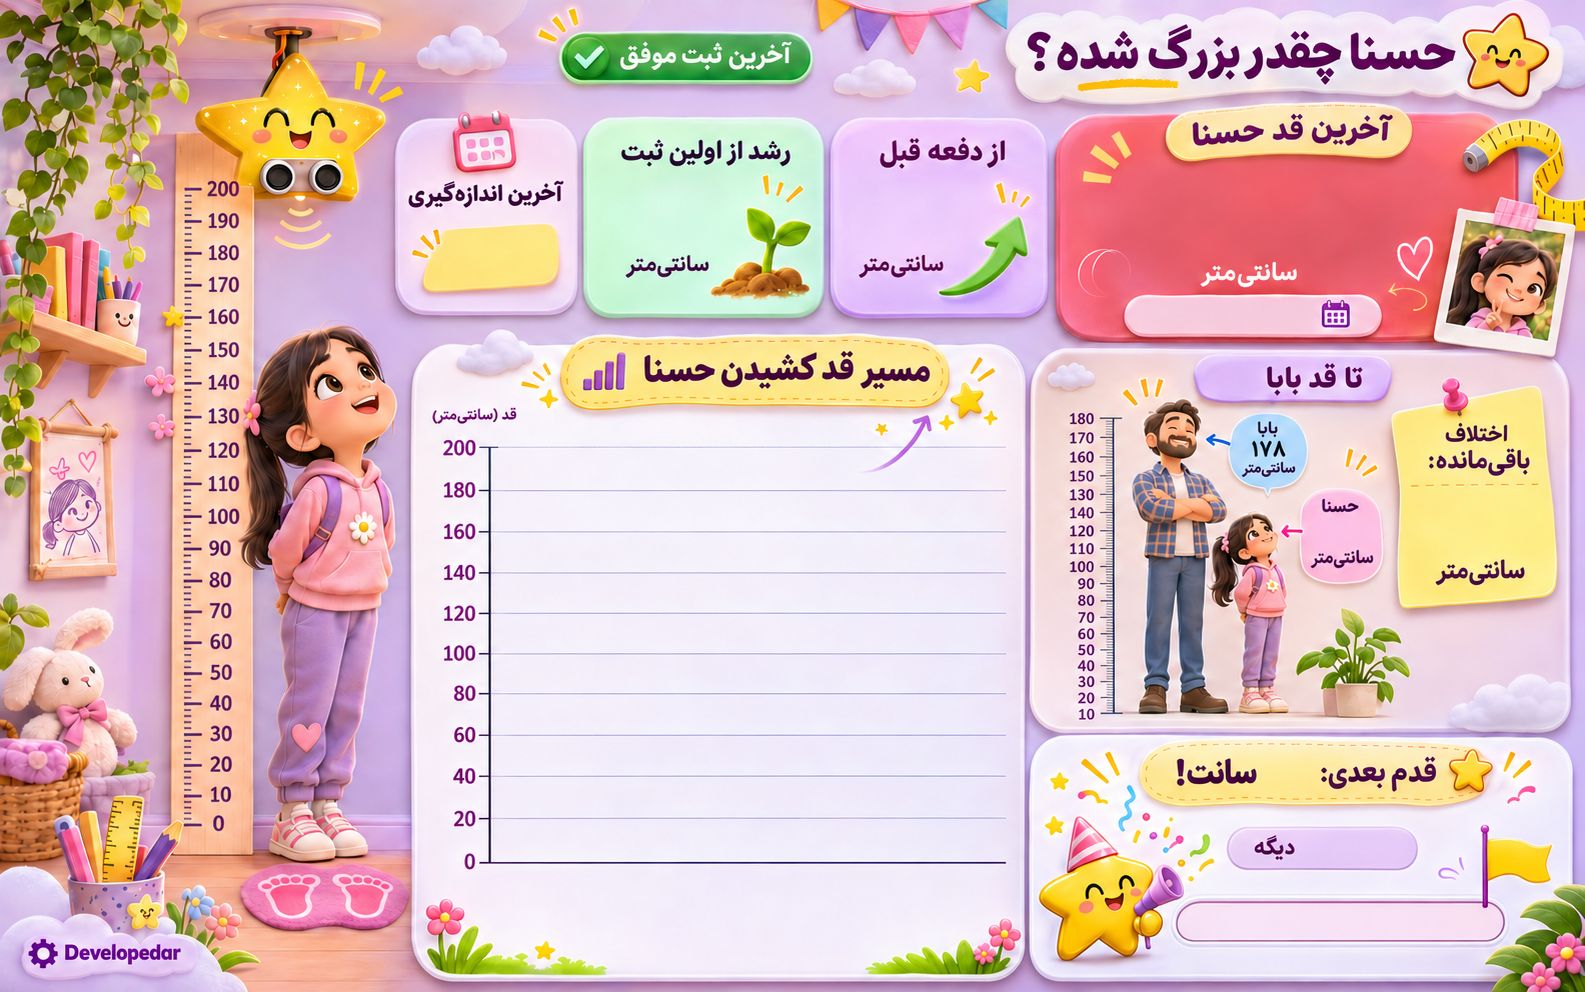 حسنا چقدر بزرگ شده ؟
آخرین ثبت موفق
آخرین قد حسنا
سانتی‌متر
از دفعه قبل
سانتی‌متر
رشد از اولین ثبت
سانتی‌متر
آخرین اندازه‌گیری
200
190
180
170
160
150
140
130
120
110
100
90
80
70
60
50
40
30
20
10
0
مسیر قد کشیدن حسنا
قد (سانتی‌متر)
200
180
160
140
120
100
80
60
40
20
0
تا قد بابا
180
170
160
150
130
140
120
110
100
90
80
70
60
50
40
30
20
10
بابا
۱۷۸
سانتی‌متر
حسنا
سانتی‌متر
اختلاف
باقی‌مانده:
سانتی‌متر
قدم بعدی: سانت!
دیگه
Developedar